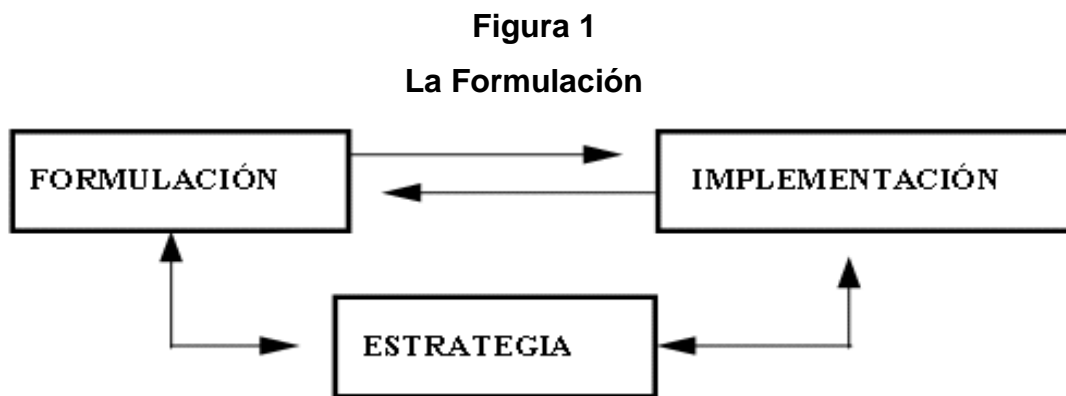 Figura 1
La Formulación
FORMULACIÓN
IMPLEMENTACIÓN
ESTRATEGIA